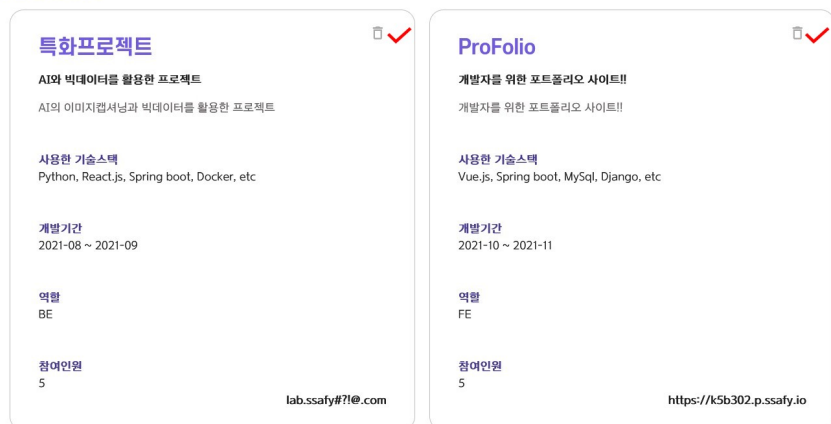 특화프로젝트
AI와 빅데이터를 활용한 프로젝트
AI의 이미지캡셔닝과 빅데이터를 활용한 프로젝트
사용한 기술스택
Python, React.js, Spring boot, Docker, etc
개발기간
2021-08 ~ 2021-09
역할
BE
참여인원
5
lab.ssafy#?!@.com
ProFolio
개발자를 위한 포트폴리오 사이트!!
개발자를 위한 포트폴리오 사이트!!
사용한 기술스택
Vue.js, Spring boot, MySql, Django, etc
개발기간
2021-10 ~ 2021-11
역할
FE
참여인원
5
https://k5b302.p.ssafy.io